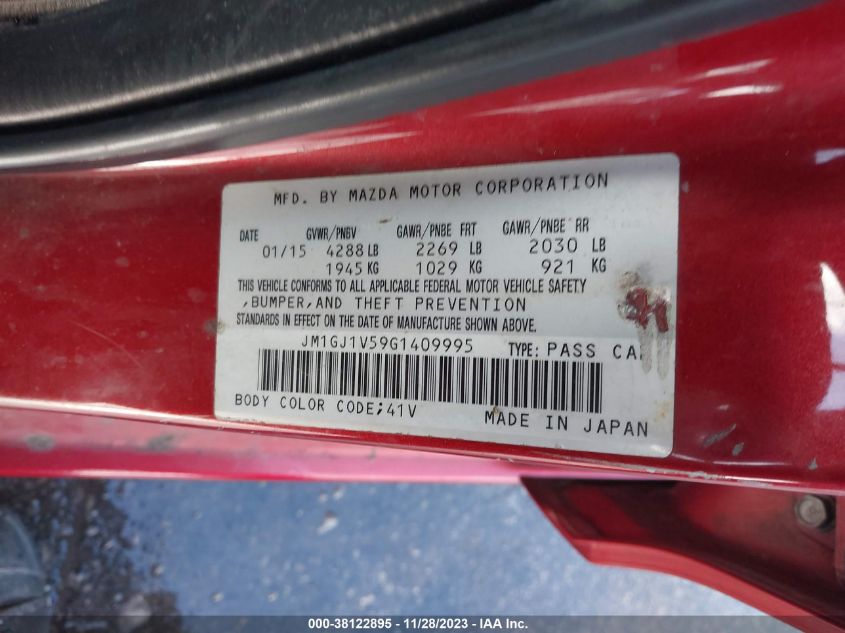 MFD. BY MAZDA MOTOR CORPORATION
DATE GVWR/PNBV GAWR/PNBE FRT GAWR/PNBE RR
01/15 4288 LB 2269 LB 2030 LB
1945 KG 1029 KG 921 KG
THIS VEHICLE CONFORMS TO ALL APPLICABLE FEDERAL MOTOR VEHICLE SAFETY
,BUMPER,AND THEFT PREVENTION
STANDARDS IN EFFECT ON THE DATE OF MANUFACTURE SHOWN ABOVE.
JM1GJ1V59G1409995 TYPE: PASS CAR
BODY COLOR CODE;41V MADE IN JAPAN
000-38122895 - 11/28/2023 - IAA Inc.